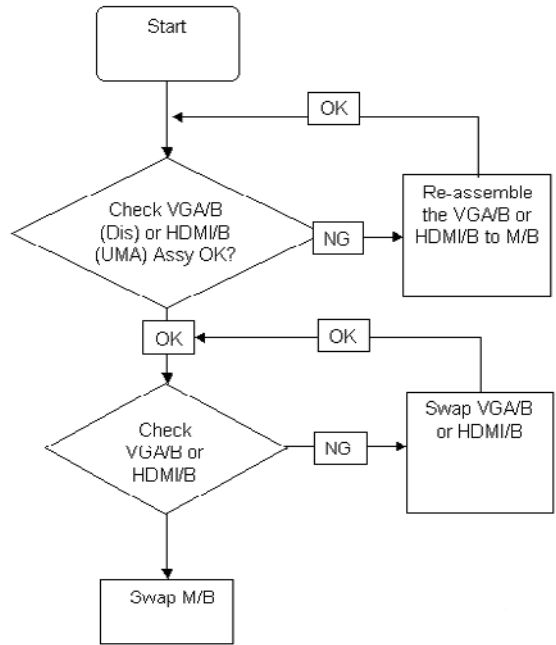 Start
OK
Check VGA/B
(Dis) or HDMI/B
(UMA) Assy OK?
NG
Re-assemble
the VGA/B or
HDMI/B to M/B
OK
OK
Check
VGA/B or
HDMI/B
NG
Swap VGA/B
or HDMI/B
Swap M/B